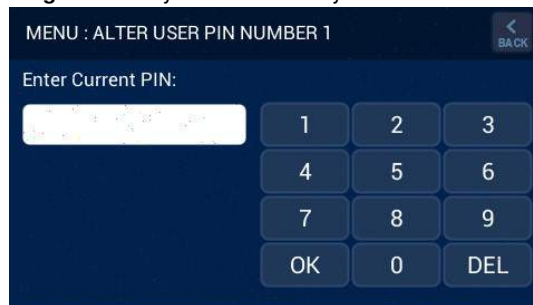 MENU : ALTER USER PIN NUMBER 1
BACK
Enter Current PIN:
1 2 3
4 5 6
7 8 9
OK 0 DEL